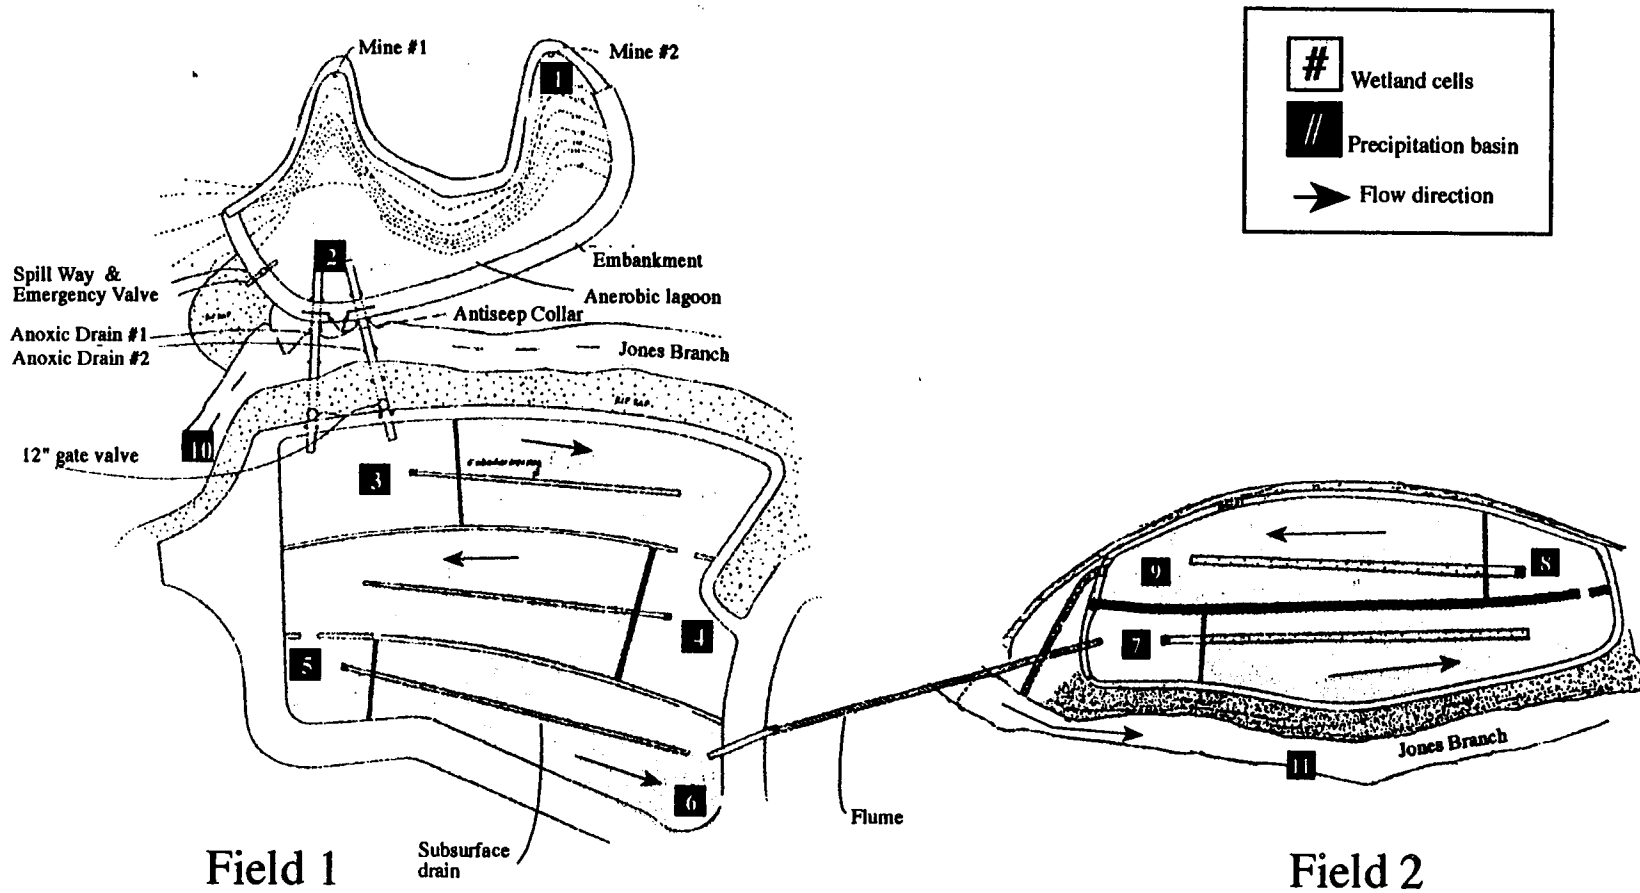 Mine #1
Mine #2
1
#
Wetland cells
//
Precipitation basin
Flow direction
2
Embankment
Spill Way &
Emergency Valve
Anerobic lagoon
Antiseep Collar
Anoxic Drain #1
Anoxic Drain #2
Jones Branch
RIP RAP
10
12" gate valve
3
4
5
6
9
8
7
Jones Branch
11
Flume
Subsurface
drain
Field 1
Field 2